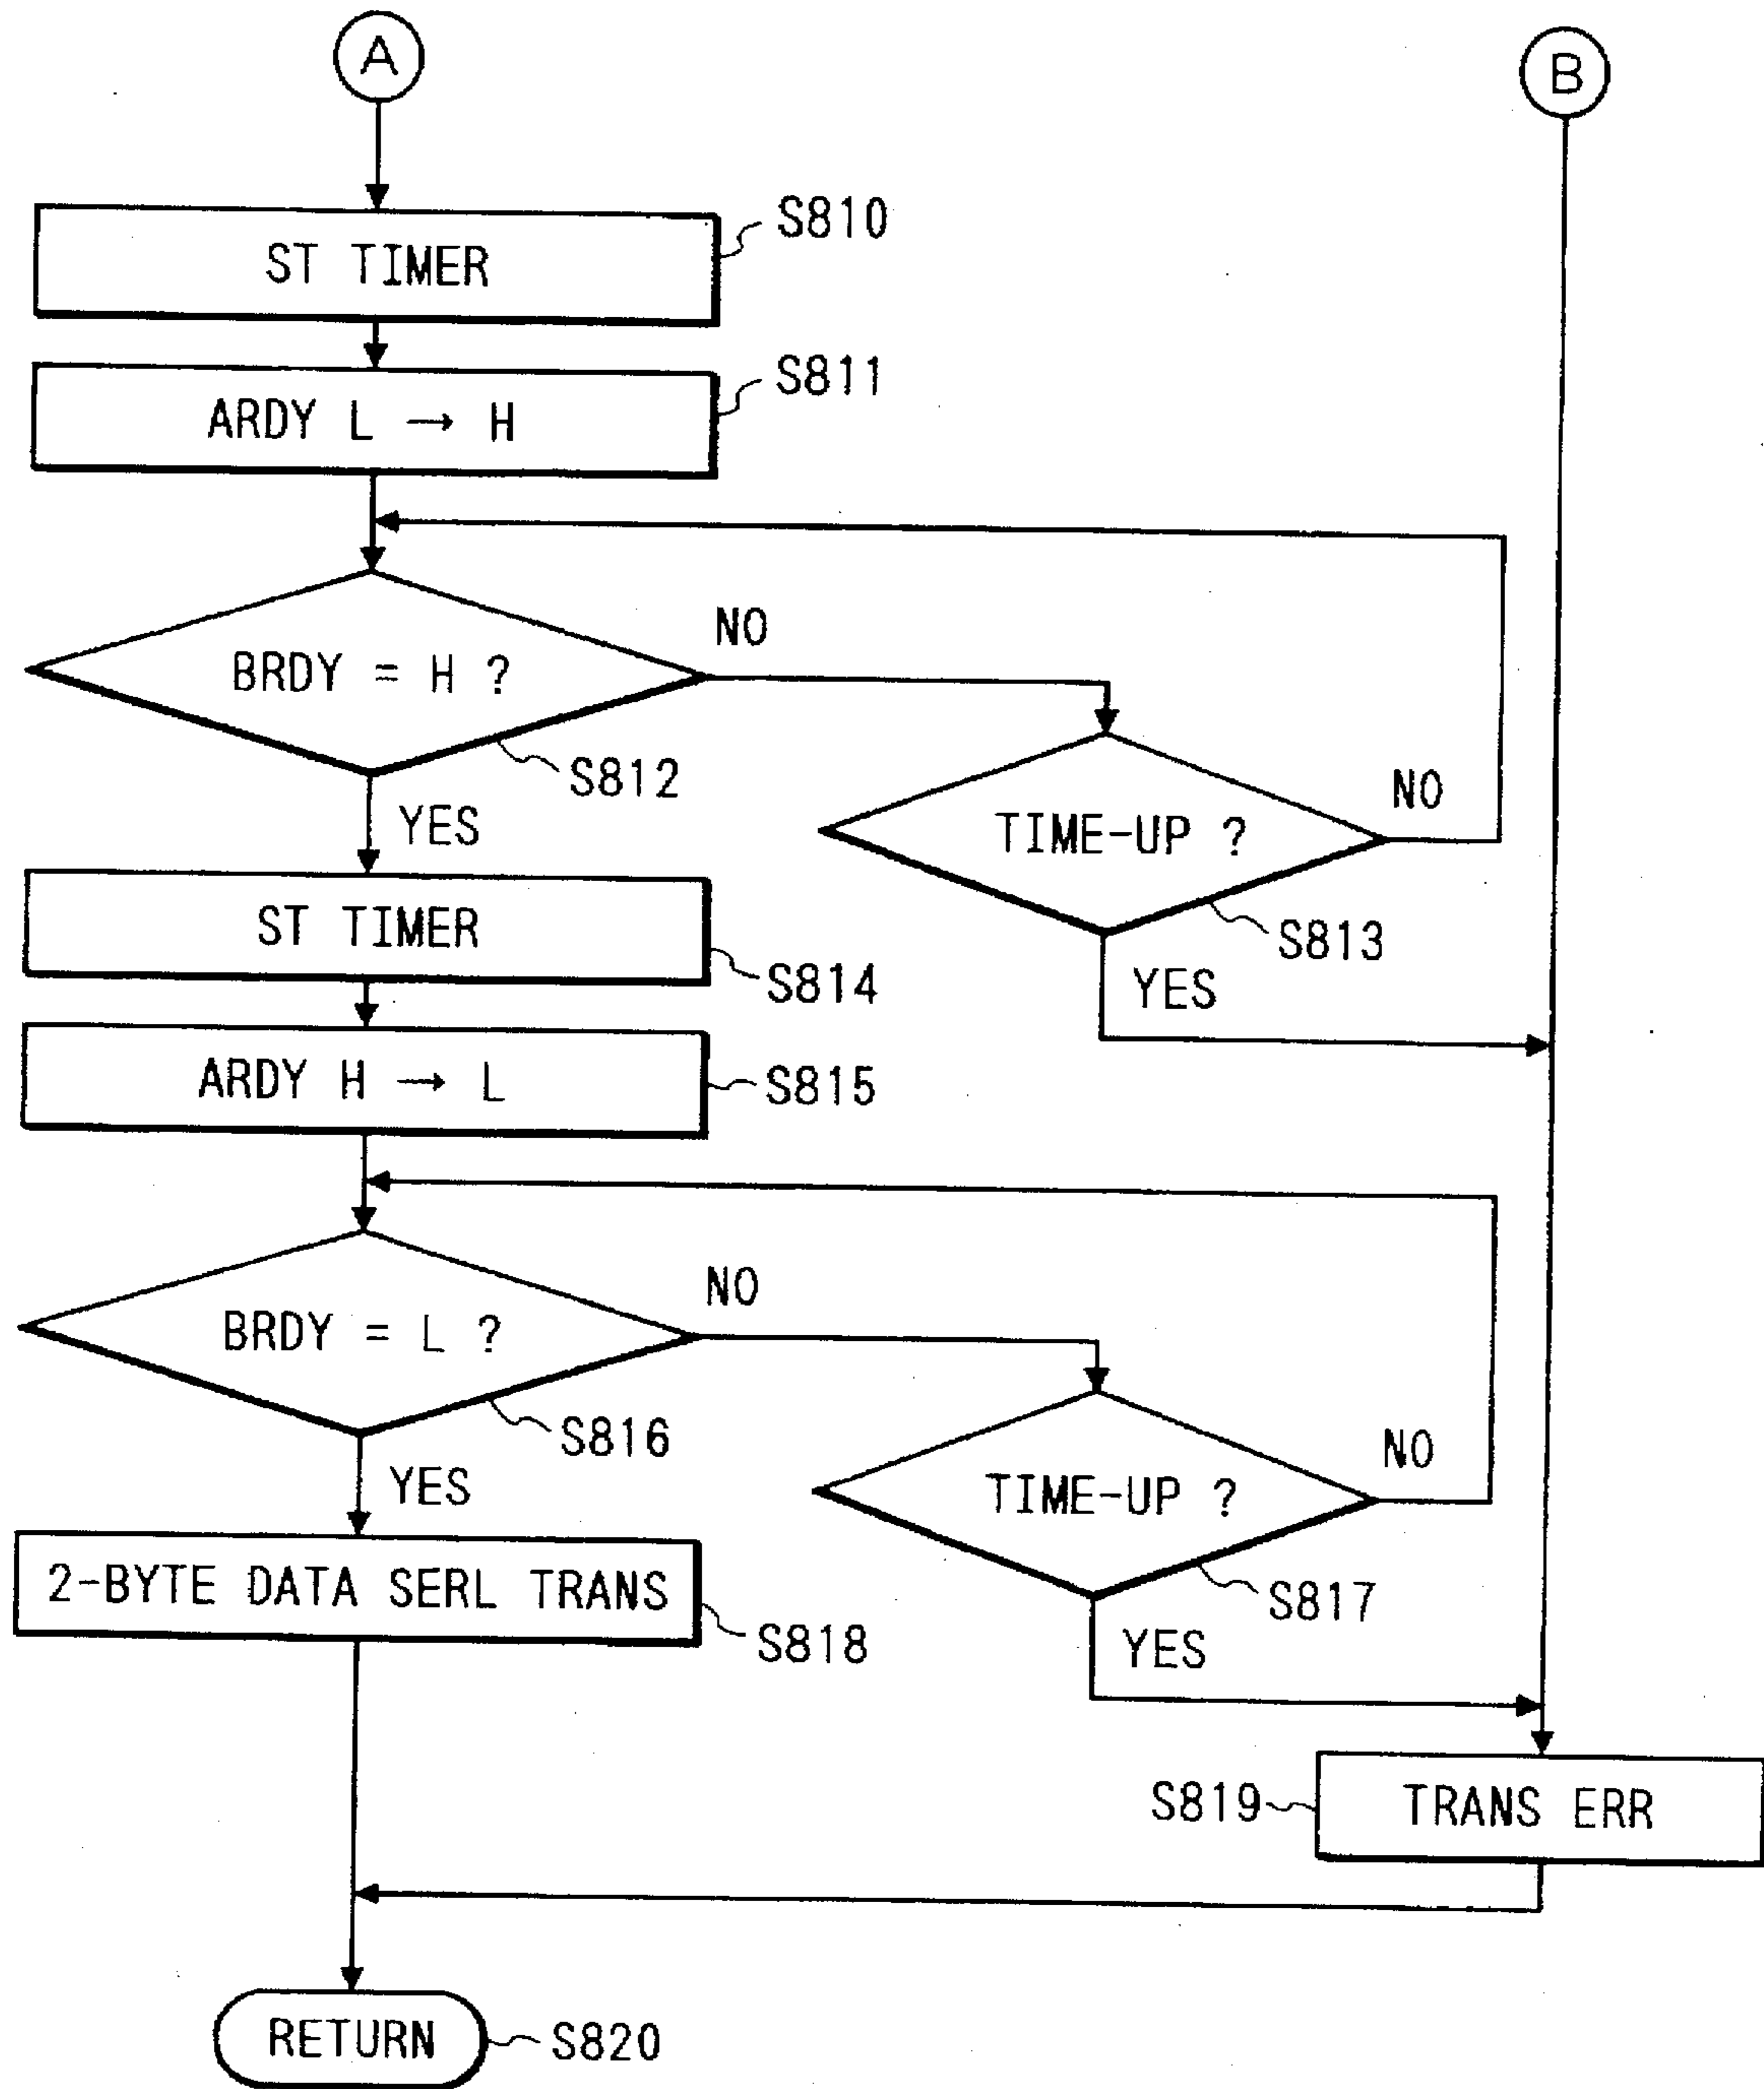 A
B
ST TIMER
S810
ARDY L → H
S811
BRDY = H ?
NO
S812
YES
TIME-UP ?
NO
S813
YES
ST TIMER
S814
ARDY H → L
S815
BRDY = L ?
NO
S816
YES
TIME-UP ?
NO
S817
YES
2-BYTE DATA SERL TRANS
S818
S819
TRANS ERR
RETURN
S820